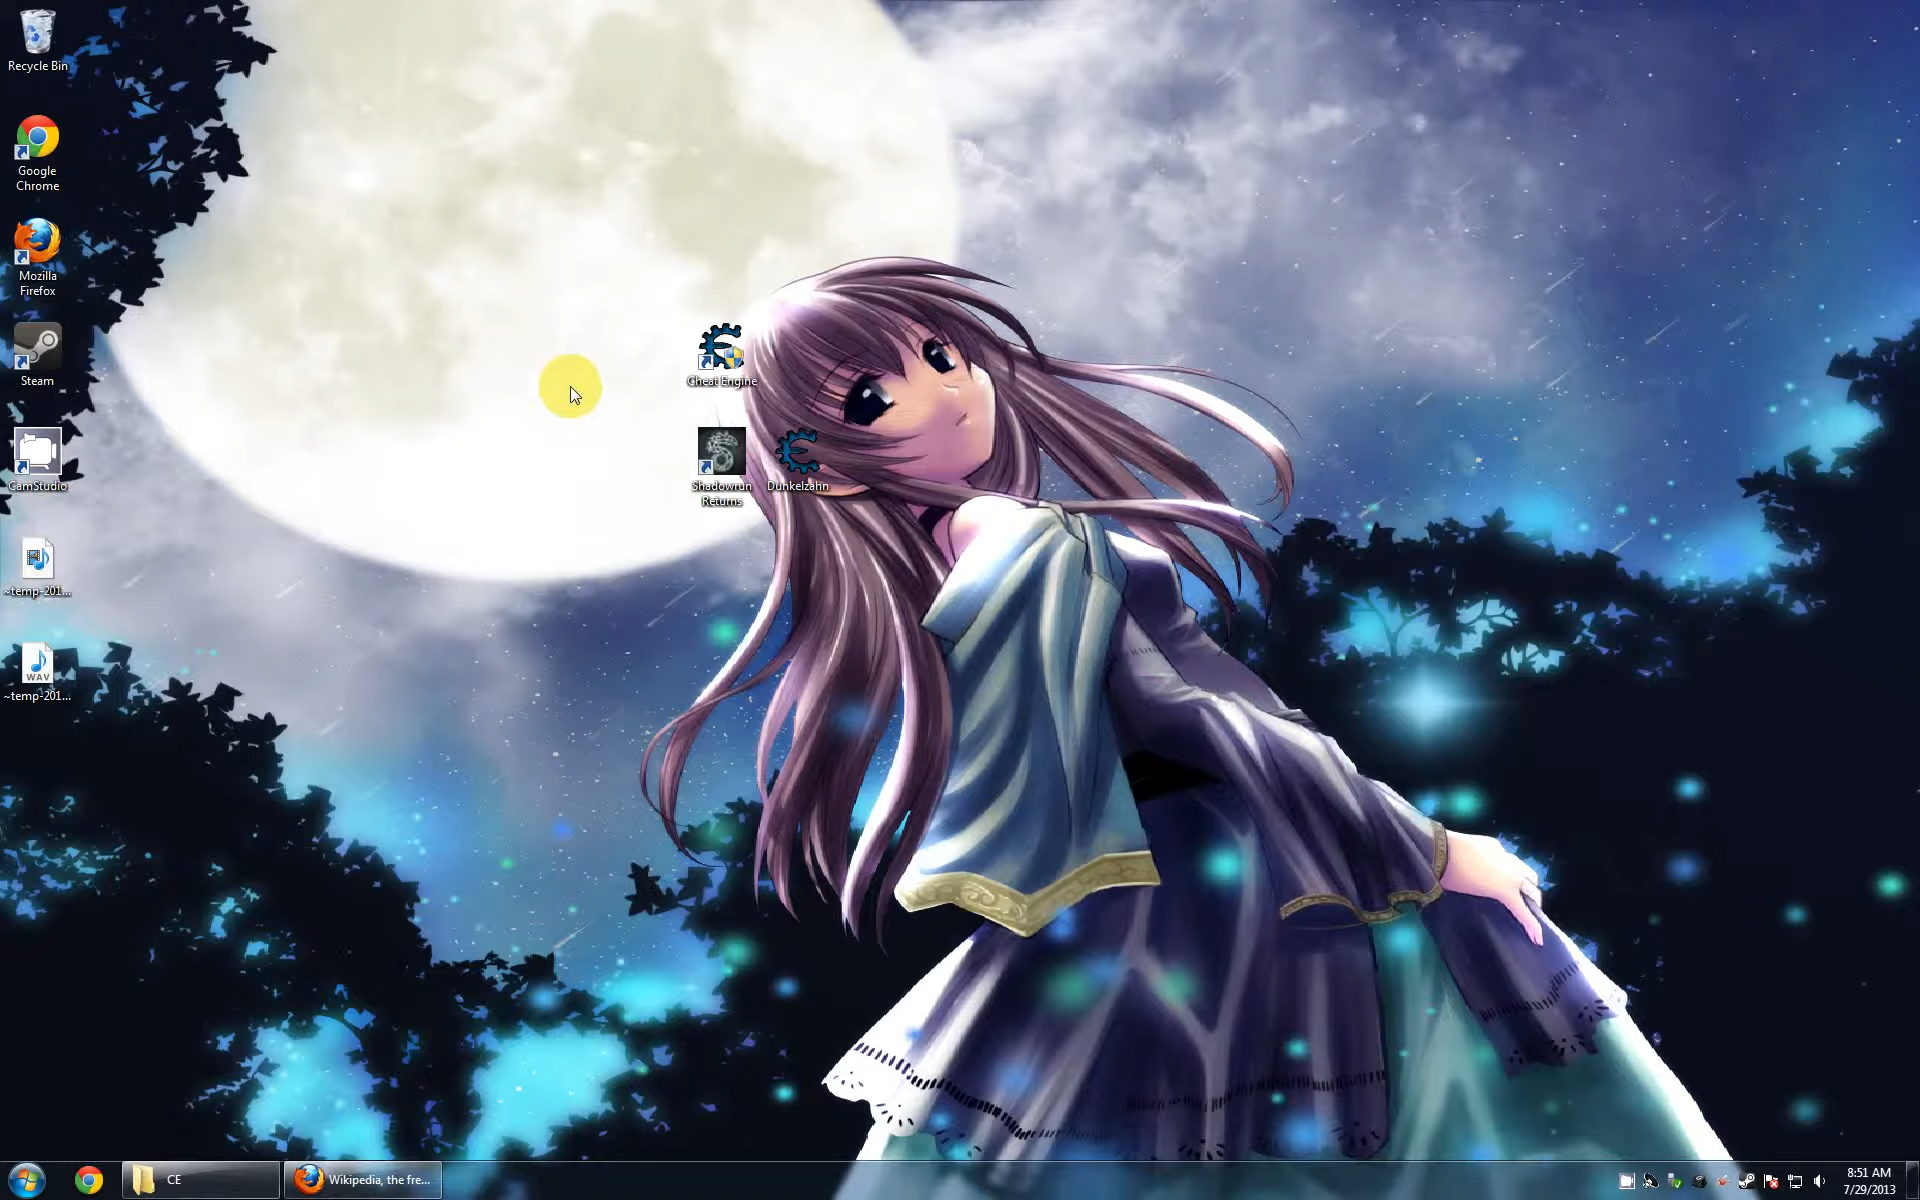 Recycle Bin
Google
Chrome
Mozilla
Firefox
Steam
CamStudio
~temp-201...
WAV
~temp-201...
Cheat Engine
Shadowrun
Returns
Dunkelzahn
CE
Wikipedia, the fre...
8:51 AM
7/29/2013